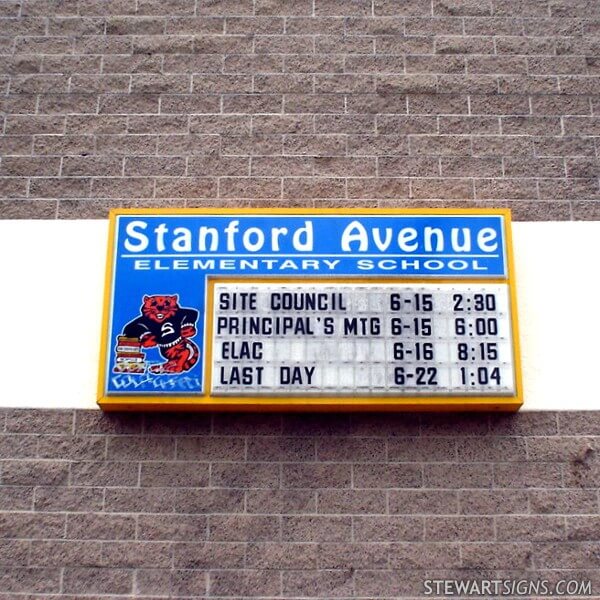 Stanford Avenue
ELEMENTARY SCHOOL
SITE COUNCIL 6-15 2:30
PRINCIPAL'S MTG 6-15 6:00
ELAC 6-16 8:15
LAST DAY 6-22 1:04
S
STEWARTSIGNS.COM